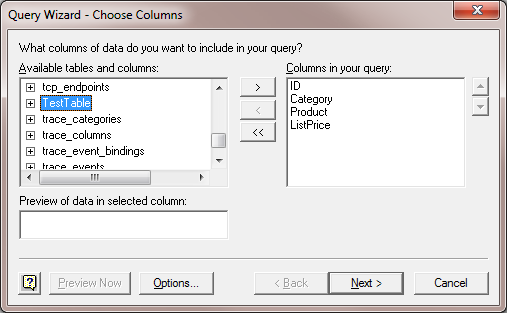 Query Wizard - Choose Columns
What columns of data do you want to include in your query?
Available tables and columns:
tcp_endpoints
TestTable
trace_categories
trace_columns
trace_event_bindings
trace_events
>
<
<<
Columns in your query:
ID
Category
Product
ListPrice
Preview of data in selected column:
?
Preview Now
Options...
< Back
Next >
Cancel